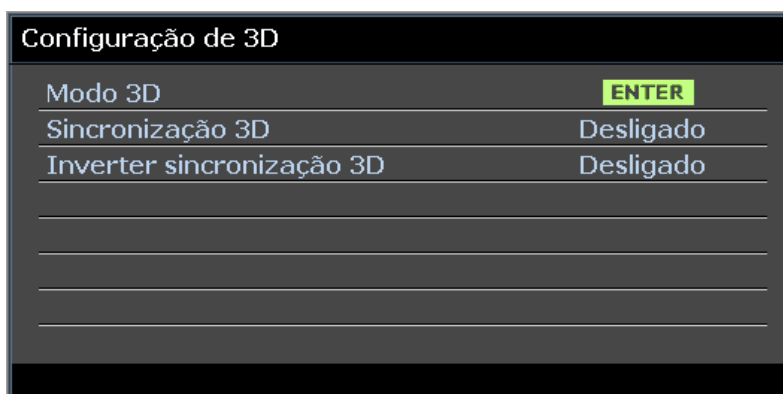 Configuração de 3D
Modo 3D ENTER
Sincronização 3D Desligado
Inverter sincronização 3D Desligado